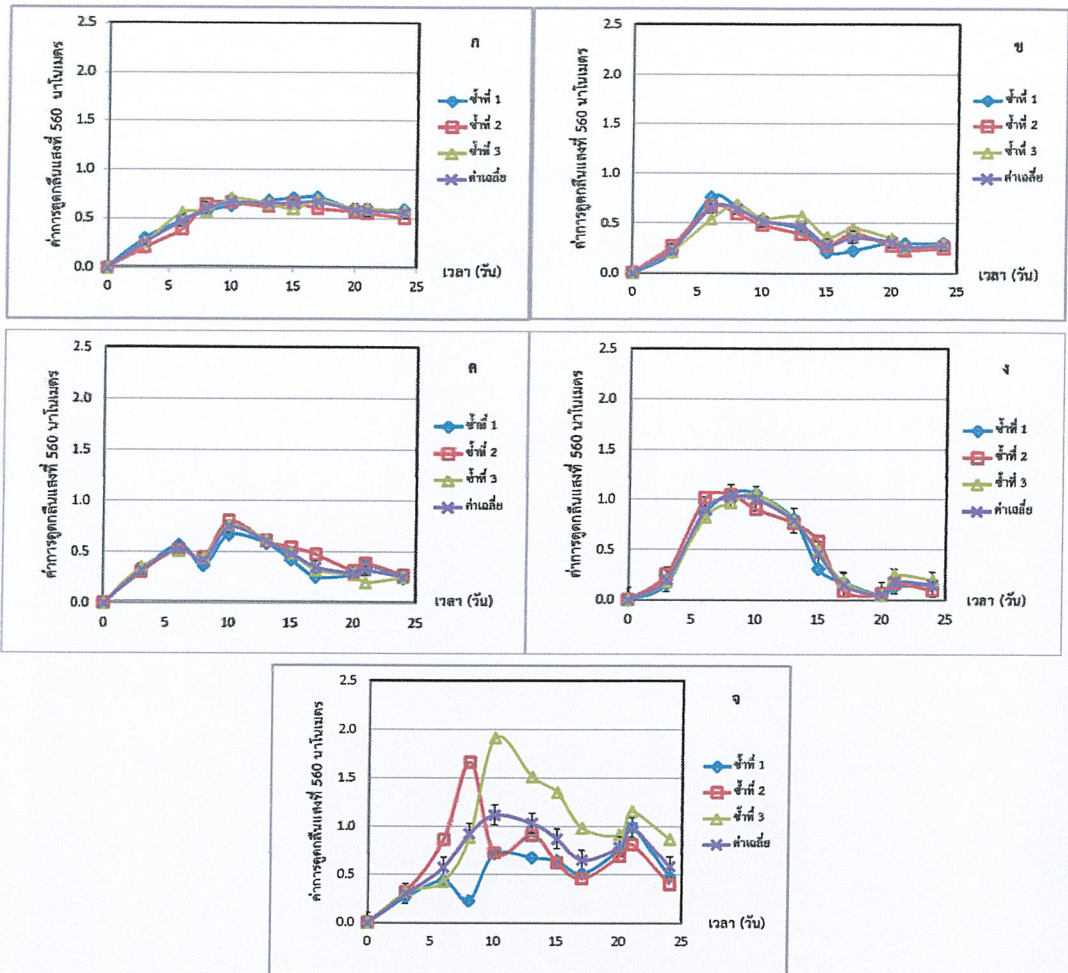 ก
ค่าการดูดกลืนแสงที่ 560 นาโนเมตร
2.5
2.0
1.5
1.0
0.5
0.0
0 5 10 15 20 25
เวลา (วัน)
ซ้ำที่ 1
ซ้ำที่ 2
ซ้ำที่ 3
ค่าเฉลี่ย
ข
ค่าการดูดกลืนแสงที่ 560 นาโนเมตร
2.5
2.0
1.5
1.0
0.5
0.0
0 5 10 15 20 25
เวลา (วัน)
ซ้ำที่ 1
ซ้ำที่ 2
ซ้ำที่ 3
ค่าเฉลี่ย
ค
ค่าการดูดกลืนแสงที่ 560 นาโนเมตร
2.5
2.0
1.5
1.0
0.5
0.0
0 5 10 15 20 25
เวลา (วัน)
ซ้ำที่ 1
ซ้ำที่ 2
ซ้ำที่ 3
ค่าเฉลี่ย
ง
ค่าการดูดกลืนแสงที่ 560 นาโนเมตร
2.5
2.0
1.5
1.0
0.5
0.0
0 5 10 15 20 25
เวลา (วัน)
ซ้ำที่ 1
ซ้ำที่ 2
ซ้ำที่ 3
ค่าเฉลี่ย
จ
ค่าการดูดกลืนแสงที่ 560 นาโนเมตร
2.5
2.0
1.5
1.0
0.5
0.0
0 5 10 15 20 25
เวลา (วัน)
ซ้ำที่ 1
ซ้ำที่ 2
ซ้ำที่ 3
ค่าเฉลี่ย